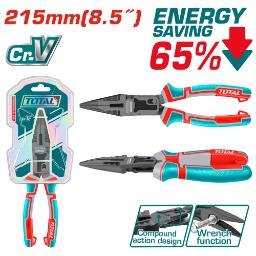 215mm(8.5˝)
ENERGY
SAVING
65%
Cr.V
TOTAL
Compound
action design
Wrench
function